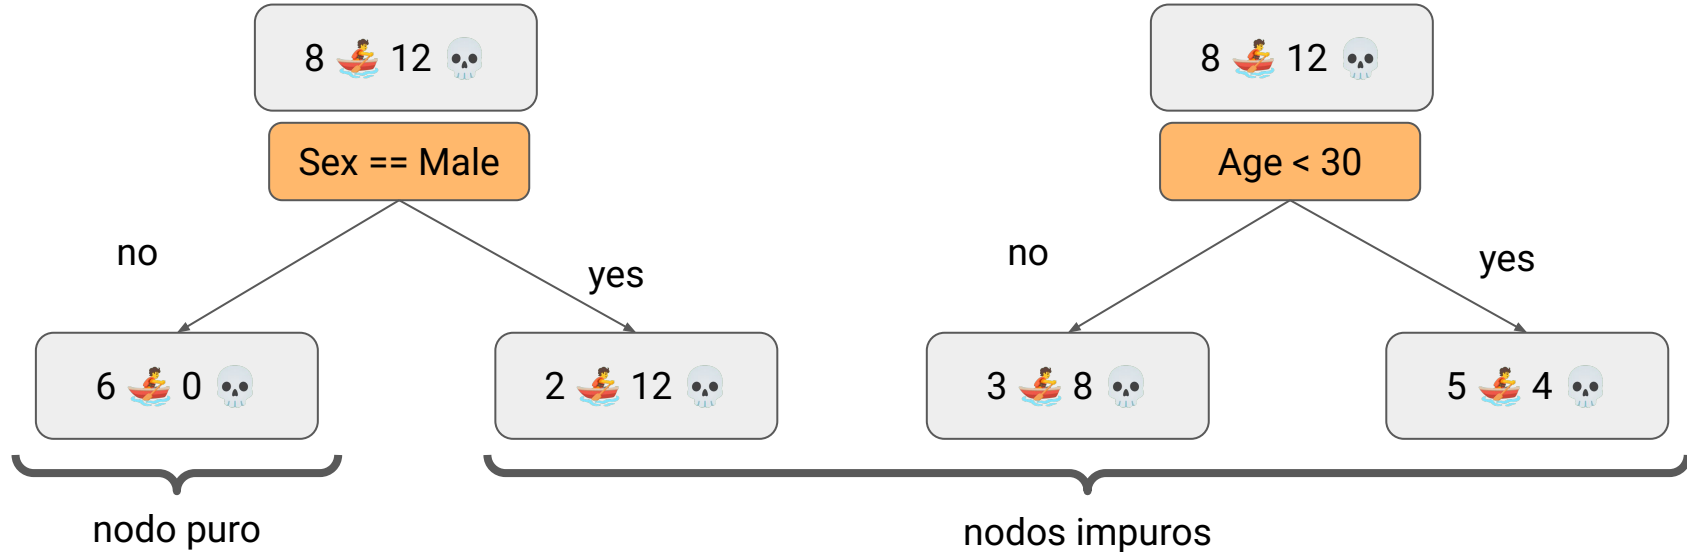 8 🚣 12 💀
Sex == Male
no
yes
6 🚣 0 💀
2 🚣 12 💀
nodo puro
8 🚣 12 💀
Age < 30
no
yes
3 🚣 8 💀
5 🚣 4 💀
nodos impuros